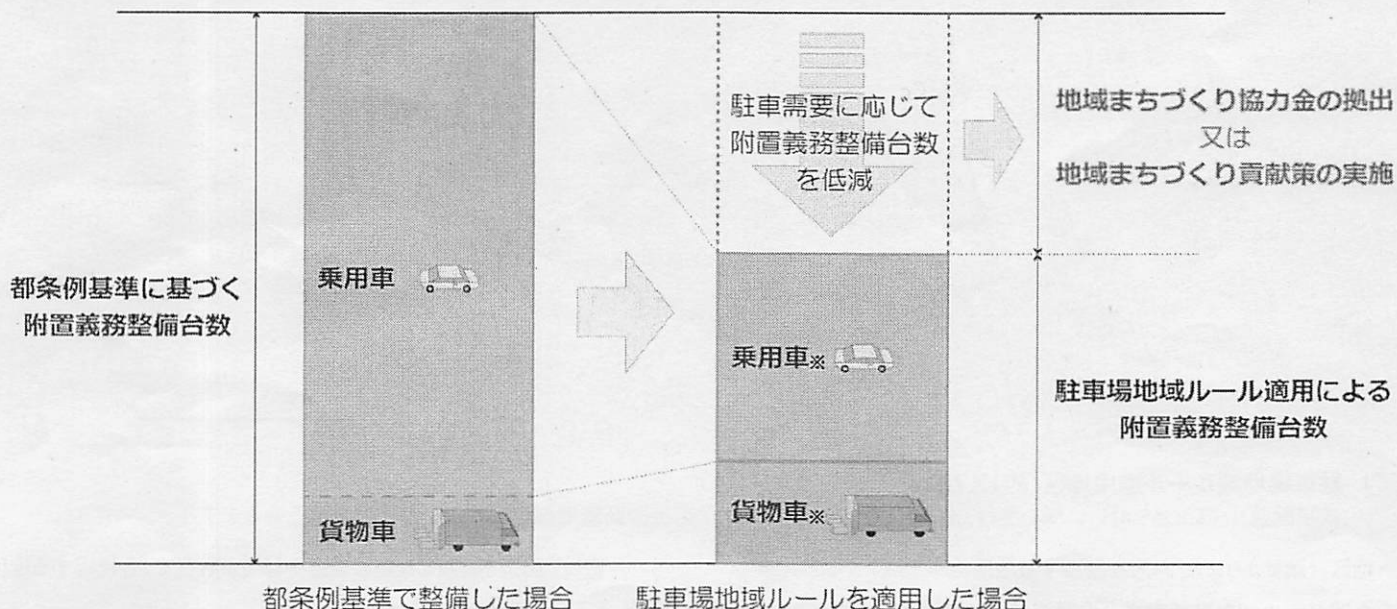 駐車需要に応じて
附置義務整備台数
を低減
地域まちづくり協力金の拠出
又は
地域まちづくり貢献策の実施
都条例基準に基づく
附置義務整備台数
乗用車
乗用車※
駐車場地域ルール適用による
附置義務整備台数
貨物車
貨物車※
都条例基準で整備した場合
駐車場地域ルールを適用した場合